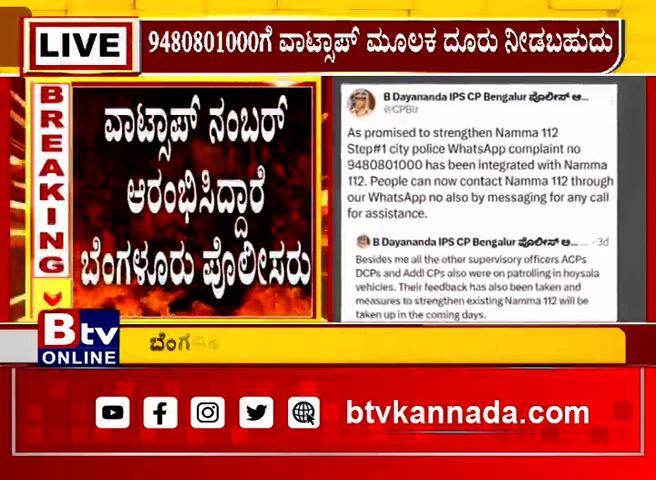 LIVE
9480801000ಗೆ ವಾಟ್ಸಾಪ್ ಮೂಲಕ ದೂರು ನೀಡಬಹುದು
BREAKING
ವಾಟ್ಸಾಪ್ ನಂಬರ್
ಆರಂಭಿಸಿದ್ದಾರೆ
ಬೆಂಗಳೂರು ಪೊಲೀಸರು
B Dayananda IPS CP Bengalur ಪೊಲೀಸ್ ಆ...
@CPBlr
As promised to strengthen Namma 112
Step#1 city police WhatsApp complaint no
9480801000 has been integrated with Namma
112. People can now contact Namma 112 through
our WhatsApp no also by messaging for any call
for assistance.
B Dayananda IPS CP Bengalur ಪೊಲೀಸ್ ಆ... · 3d
Besides me all the other supervisory officers ACPs
DCPs and Addl CPs also were on patrolling in hoysala
vehicles. Their feedback has also been taken and
measures to strengthen existing Namma 112 will be
taken up in the coming days.
Btv
ONLINE
ಬೆಂಗ
btvkannada.com